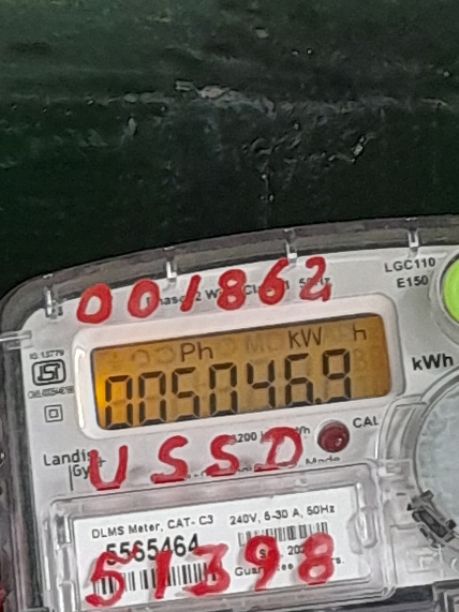 LGC110
E150
001862
Ph kW h
005046.9
kWh
CAL
Landis
Gyr+
USSD
DLMS Meter, CAT- C3 240V, 5-30 A, 50Hz
5565464
51398